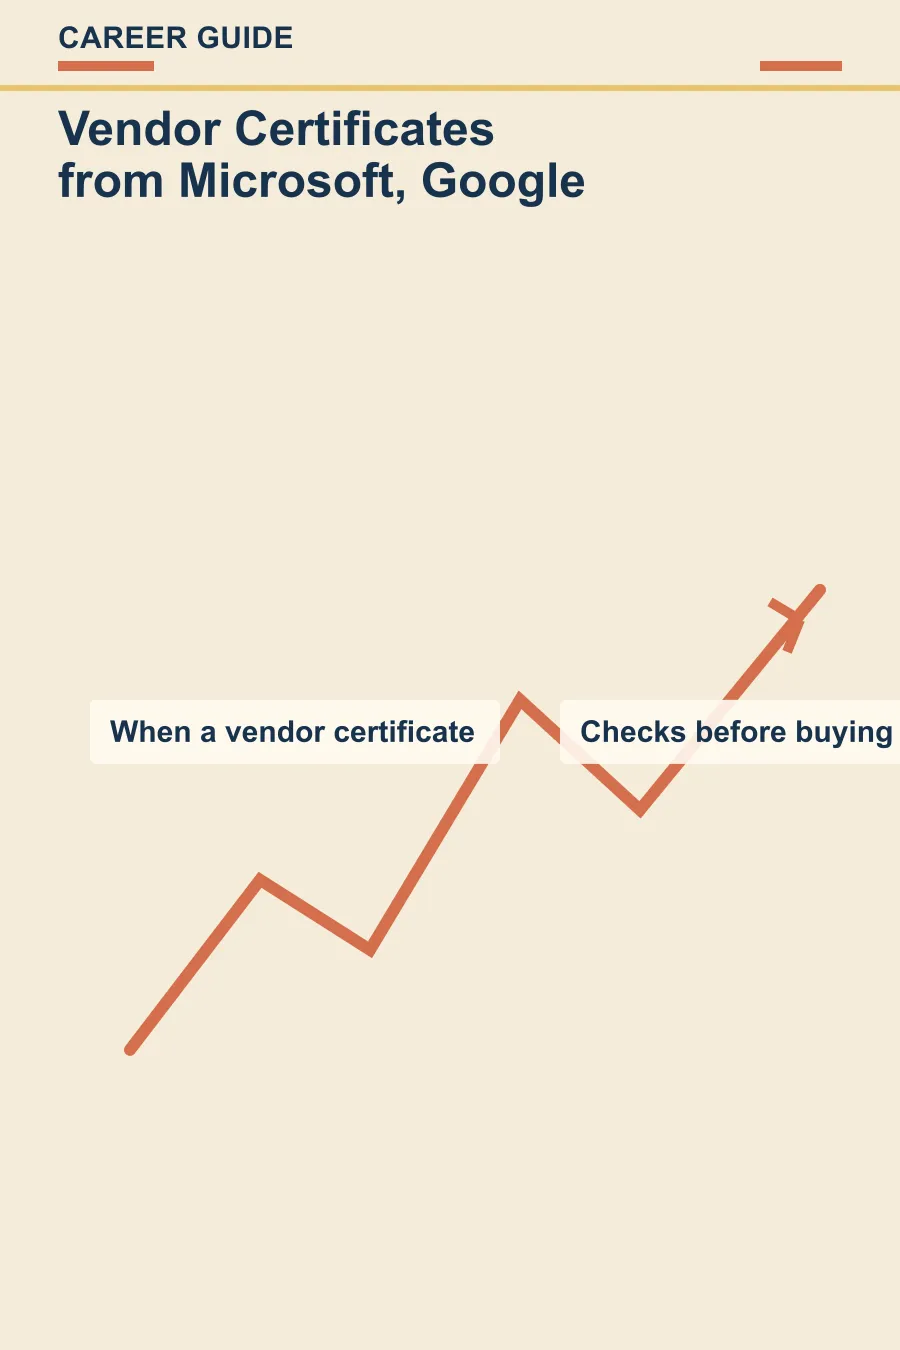 CAREER GUIDE
Vendor Certificates
from Microsoft, Google
When a vendor certificate
Checks before buying